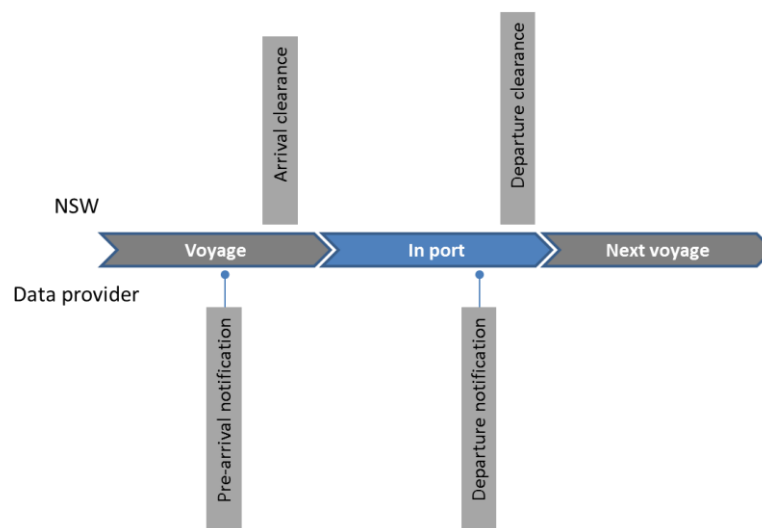 Arrival clearance
Departure clearance
NSW
Voyage
In port
Next voyage
Data provider
Pre-arrival notification
Departure notification